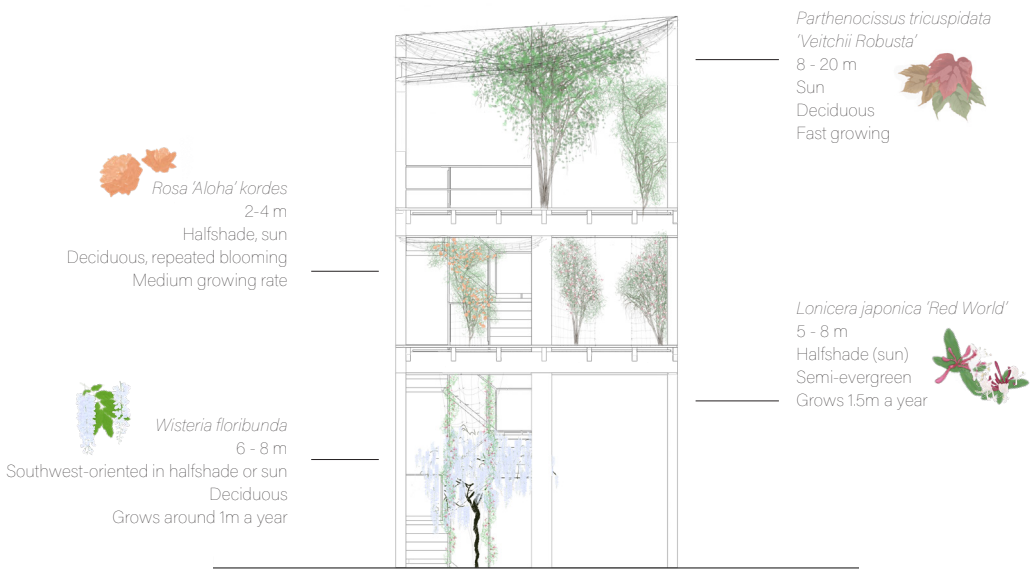 Parthenocissus tricuspidata
‘Veitchii Robusta’
8 - 20 m
Sun
Deciduous
Fast growing
Rosa ‘Aloha’ kordes
2-4 m
Halfshade, sun
Deciduous, repeated blooming
Medium growing rate
Lonicera japonica ‘Red World’
5 - 8 m
Halfshade (sun)
Semi-evergreen
Grows 1.5m a year
Wisteria floribunda
6 - 8 m
Southwest-oriented in halfshade or sun
Deciduous
Grows around 1m a year